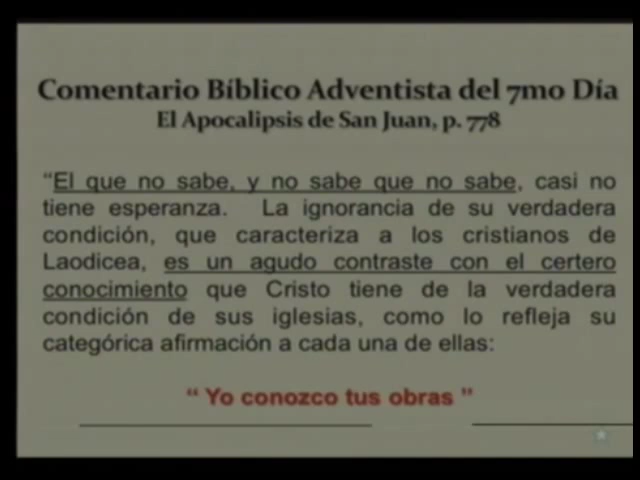 Comentario Bíblico Adventista del 7mo Día
El Apocalipsis de San Juan, p. 778
“El que no sabe, y no sabe que no sabe, casi no
tiene esperanza. La ignorancia de su verdadera
condición, que caracteriza a los cristianos de
Laodicea, es un agudo contraste con el certero
conocimiento que Cristo tiene de la verdadera
condición de sus iglesias, como lo refleja su
categórica afirmación a cada una de ellas:
“ Yo conozco tus obras ”